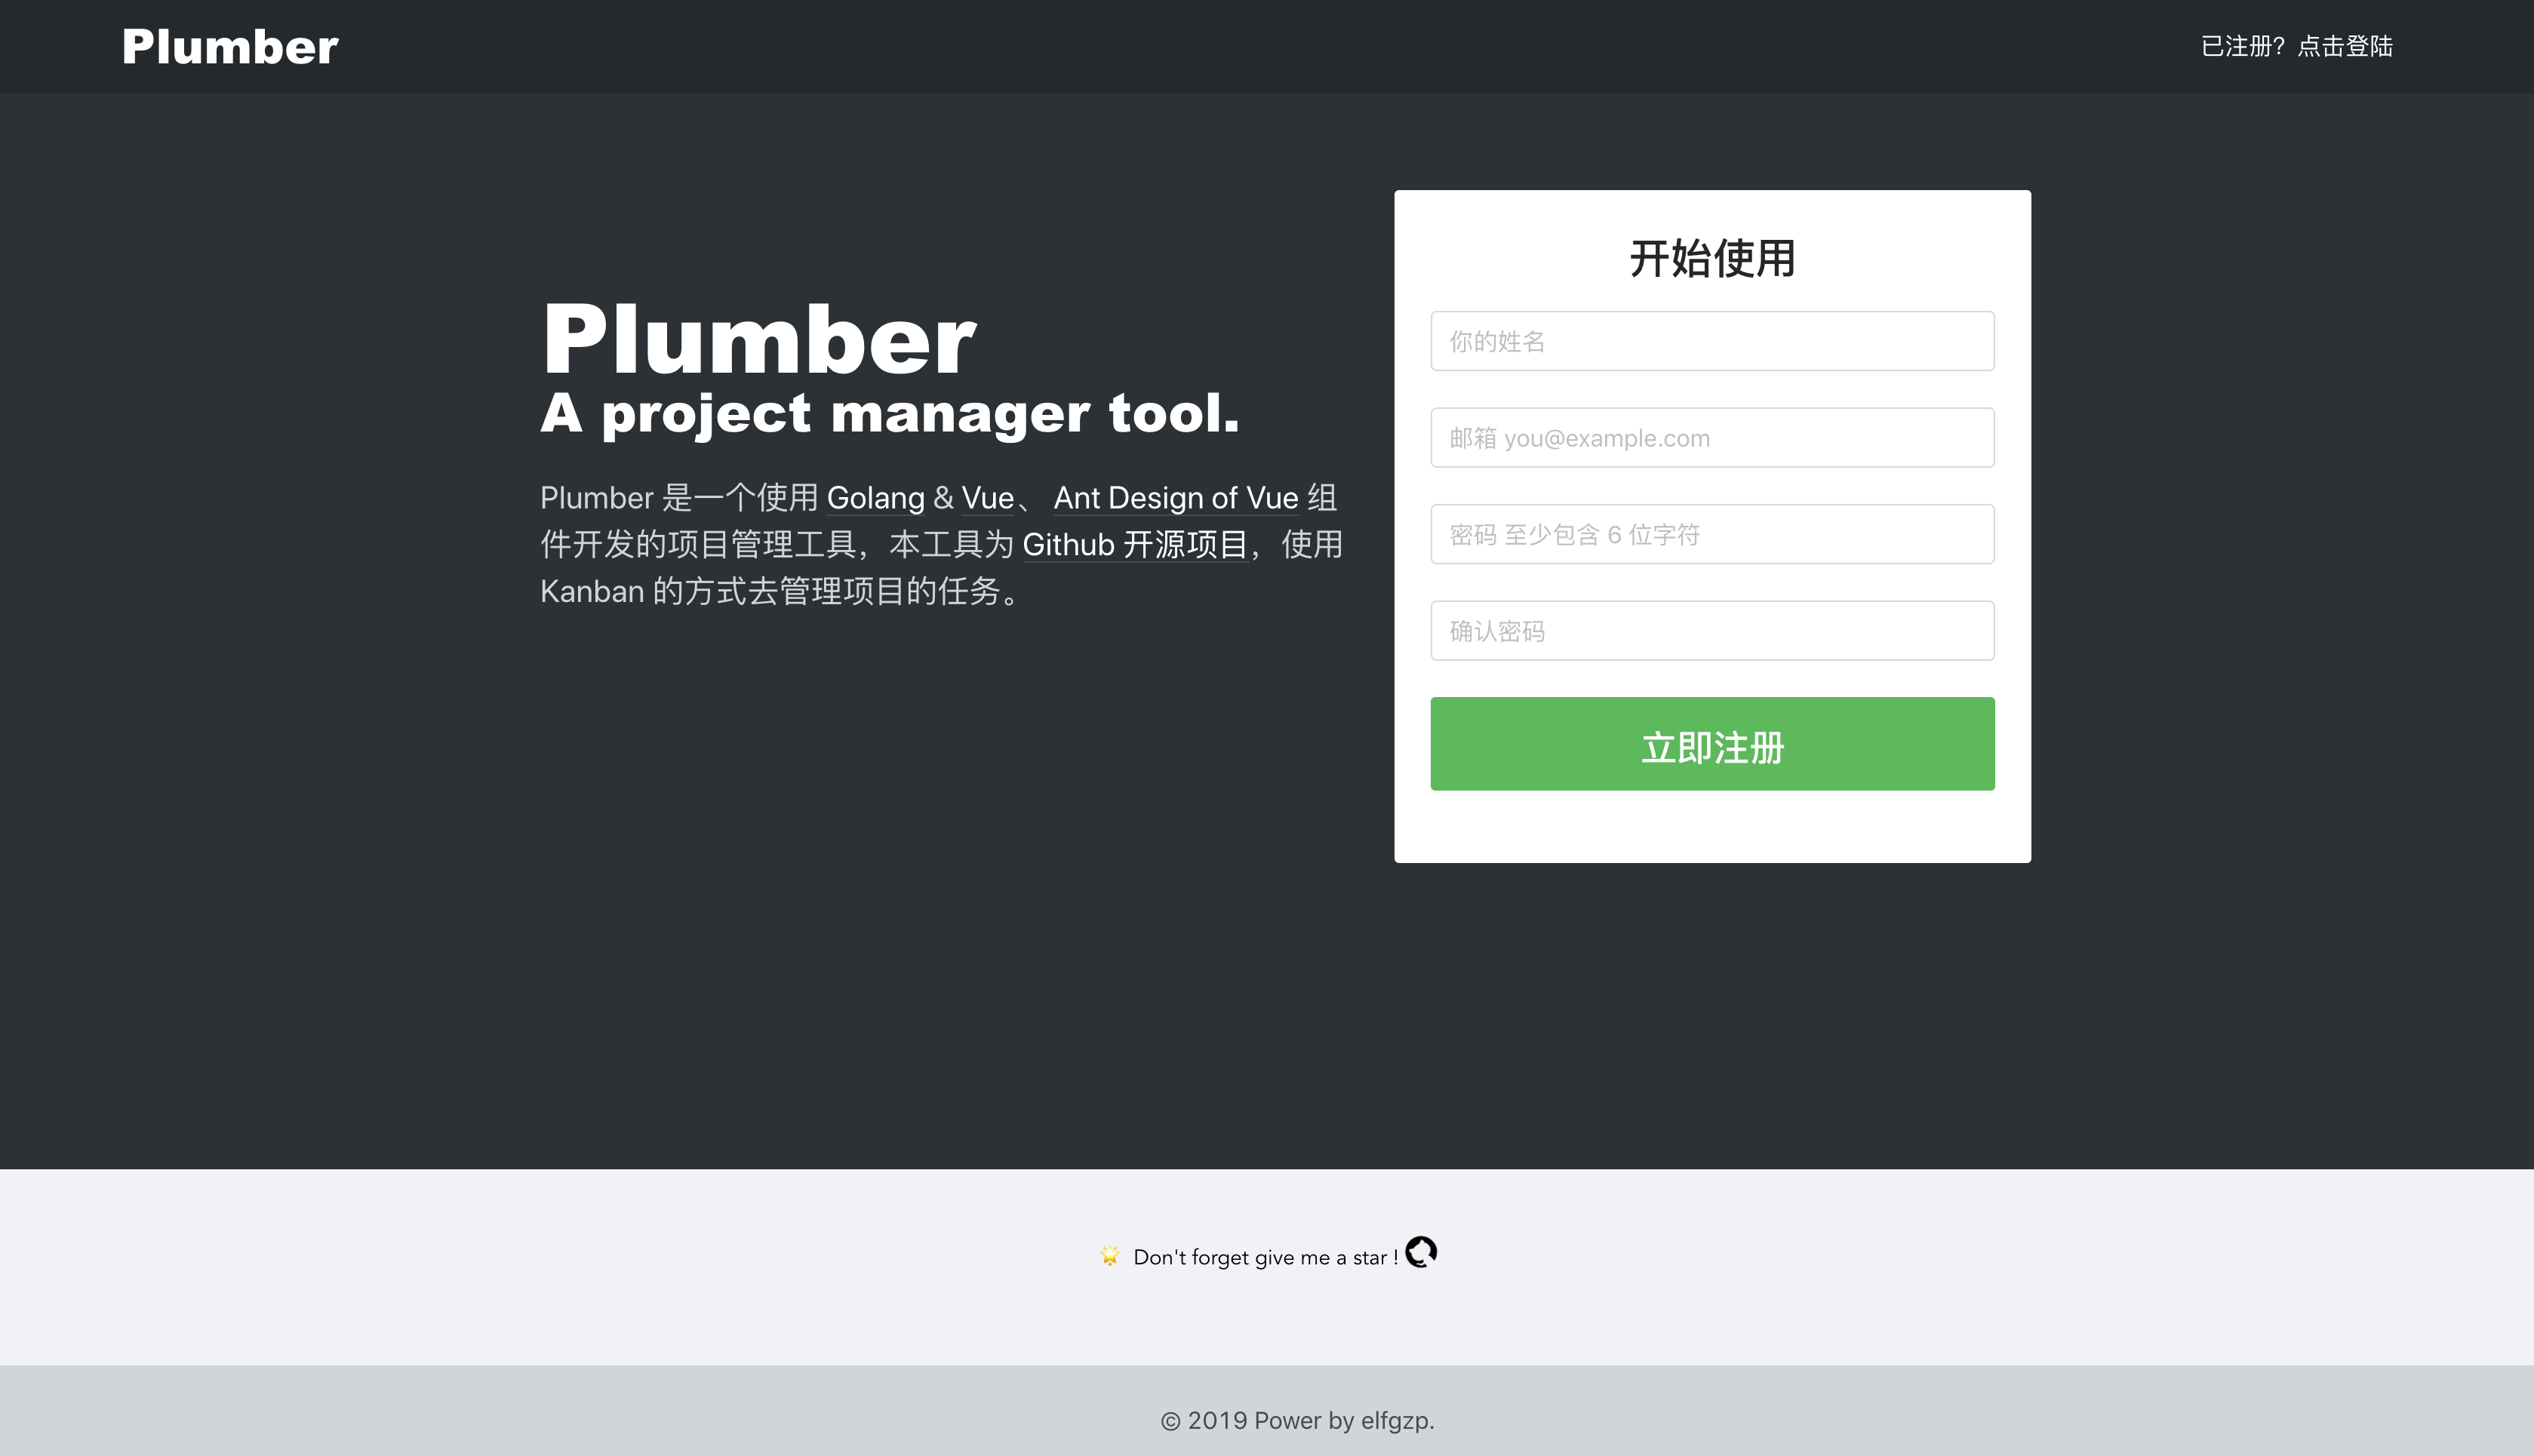 Plumber
已注册？点击登陆
Plumber
A project manager tool.
Plumber 是一个使用 Golang & Vue、 Ant Design of Vue 组
件开发的项目管理工具，本工具为 Github 开源项目，使用
Kanban 的方式去管理项目的任务。
开始使用
你的姓名
邮箱 you@example.com
密码 至少包含 6 位字符
确认密码
立即注册
🌟 Don't forget give me a star !
© 2019 Power by elfgzp.